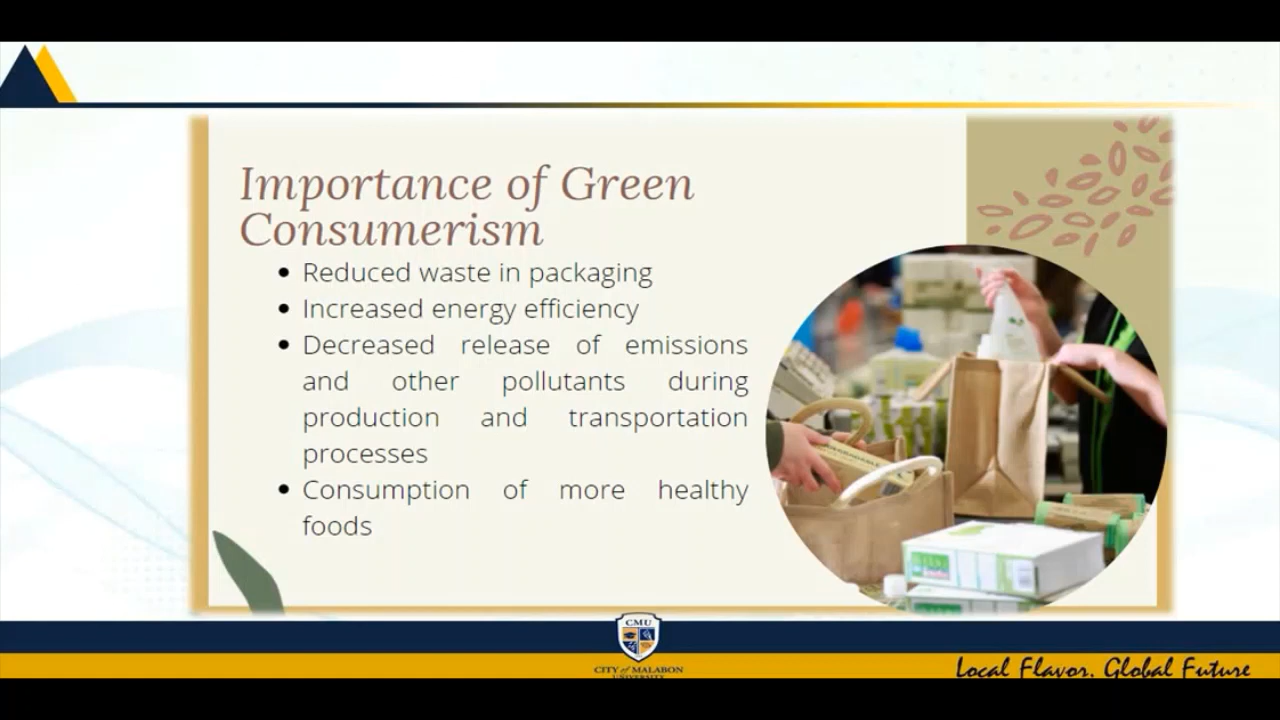 Importance of Green
Consumerism
• Reduced waste in packaging
• Increased energy efficiency
• Decreased release of emissions
and other pollutants during
production and transportation
processes
• Consumption of more healthy
foods
CMU
CITY of MALABON
UNIVERSITY
Local Flavor. Global Future